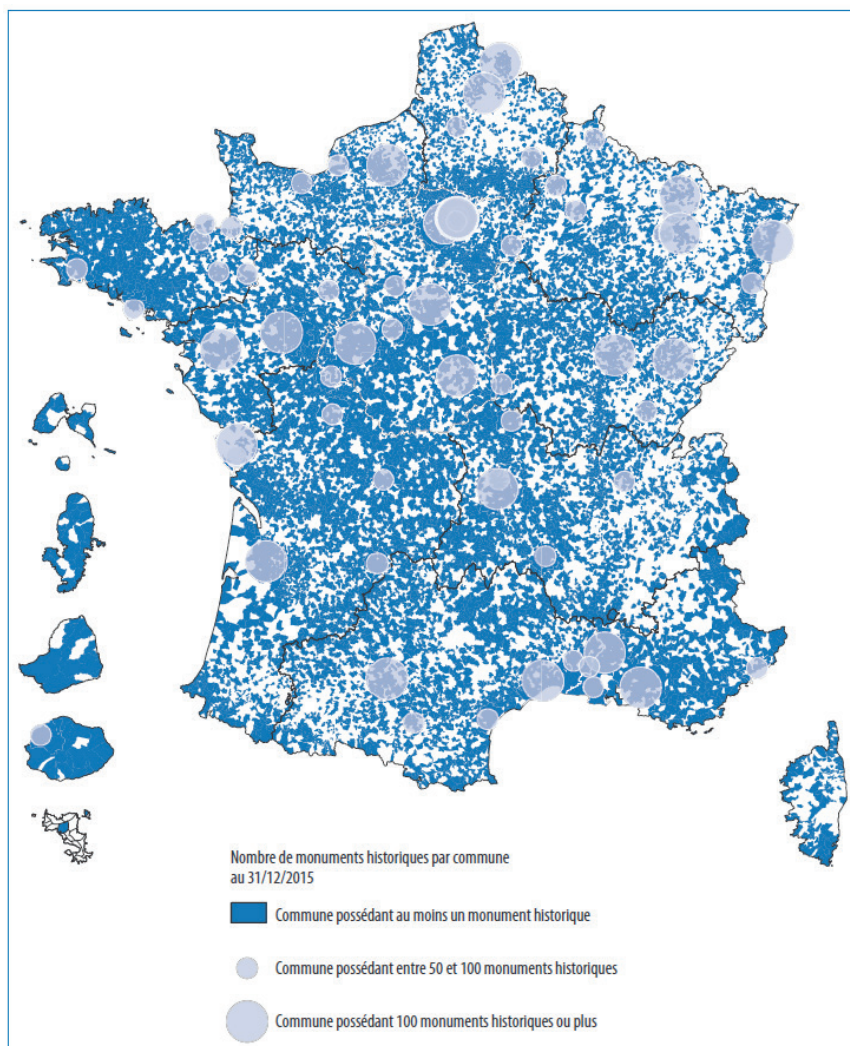 Nombre de monuments historiques par commune
au 31/12/2015
Commune possédant au moins un monument historique
Commune possédant entre 50 et 100 monuments historiques
Commune possédant 100 monuments historiques ou plus